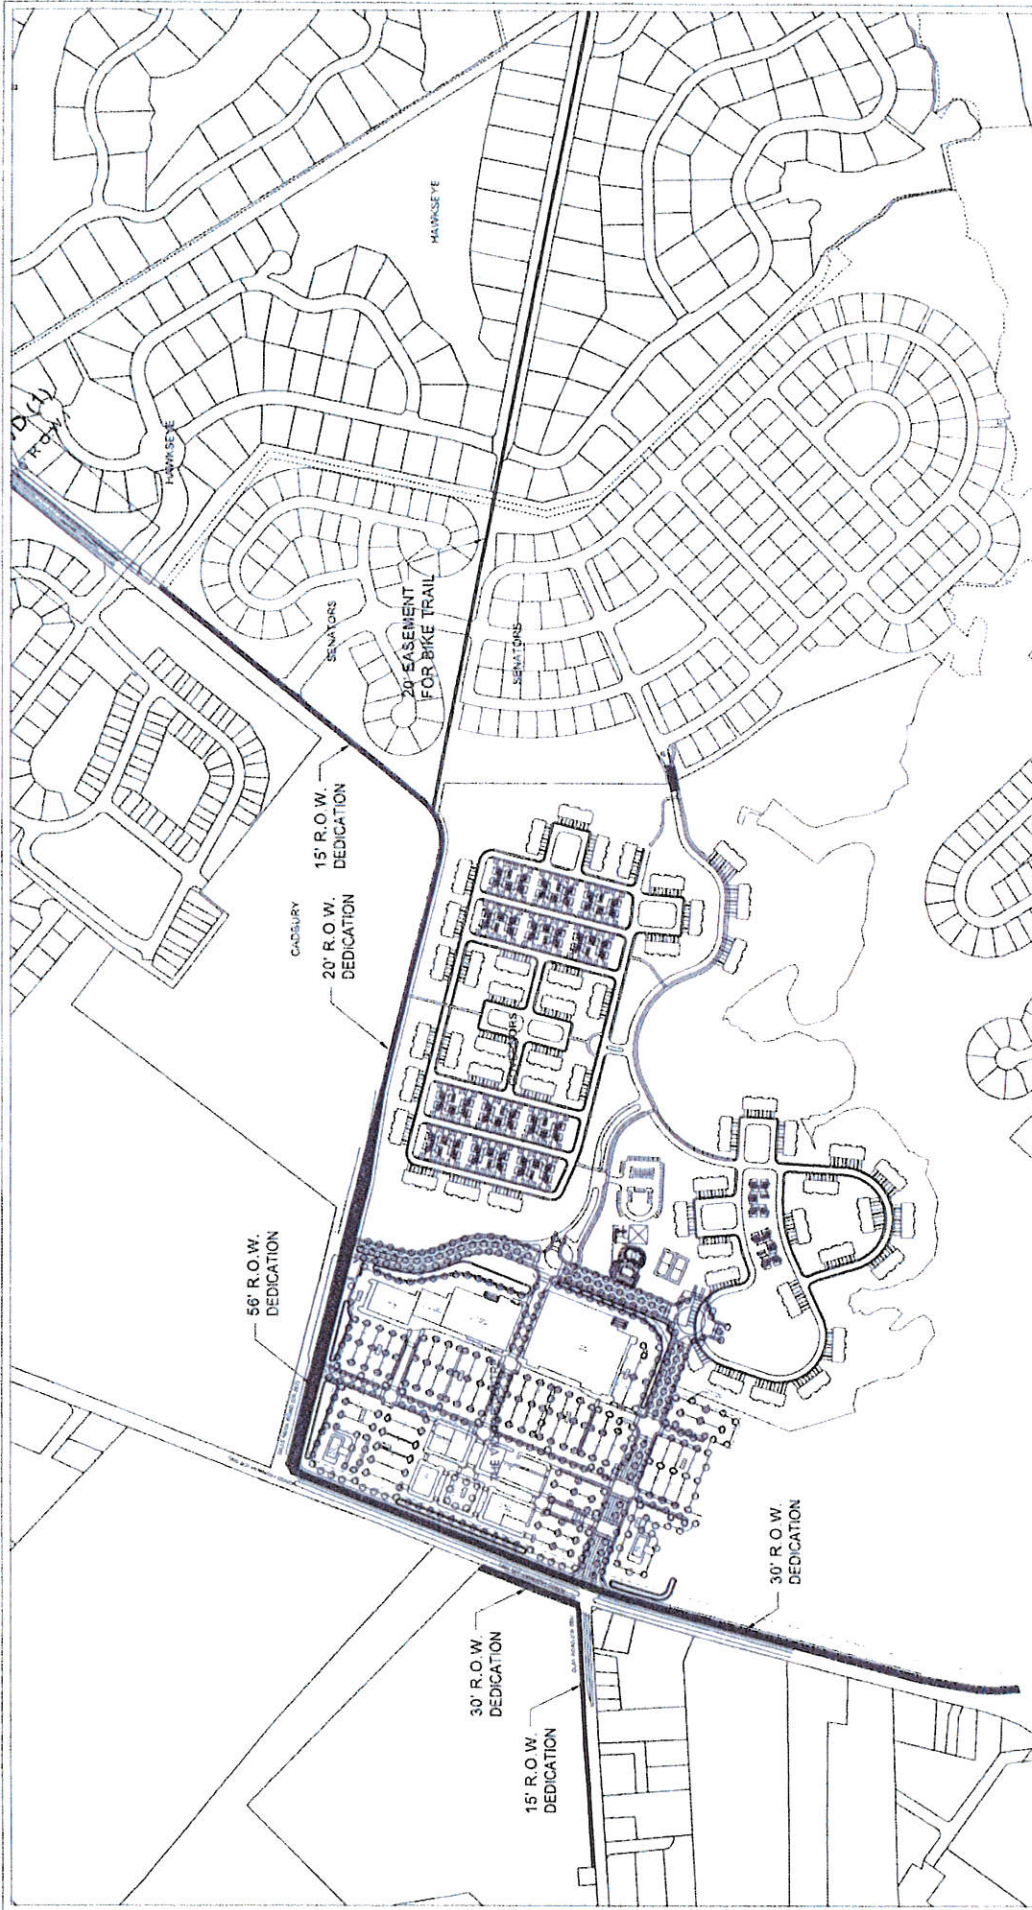 HAWKSEYE
HAWKSEYE
R.O.W.
SENATORS
20' EASEMENT
FOR BIKE TRAIL
SENATORS
15' R.O.W.
DEDICATION
CADBURY
20' R.O.W.
DEDICATION
56' R.O.W.
DEDICATION
30' R.O.W.
DEDICATION
30' R.O.W.
DEDICATION
15' R.O.W.
DEDICATION